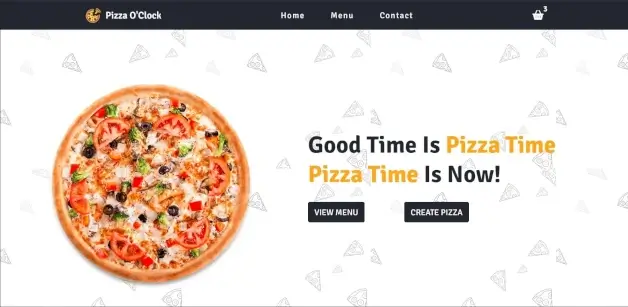 Pizza O'Clock
Home
Menu
Contact
3
Good Time Is Pizza Time
Pizza Time Is Now!
VIEW MENU
CREATE PIZZA